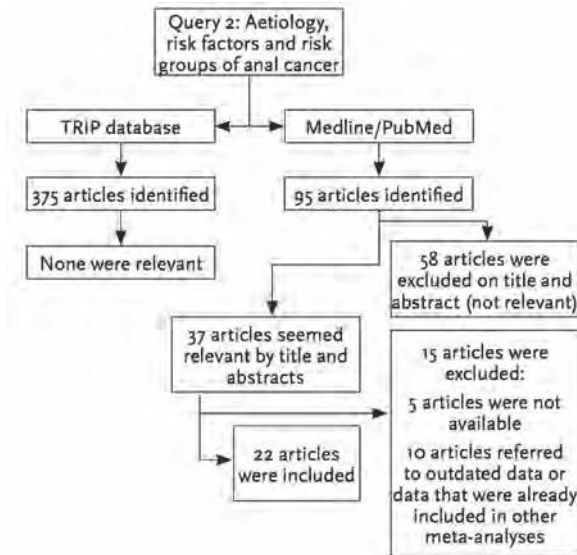 Query 2: Aetiology,
risk factors and risk
groups of anal cancer
TRIP database
Medline/PubMed
375 articles identified
95 articles identified
None were relevant
58 articles were
excluded on title and
abstract (not relevant)
37 articles seemed
relevant by title and
abstracts
15 articles were
excluded:
5 articles were not
available
10 articles referred
to outdated data or
data that were already
included in other
meta-analyses
22 articles
were included